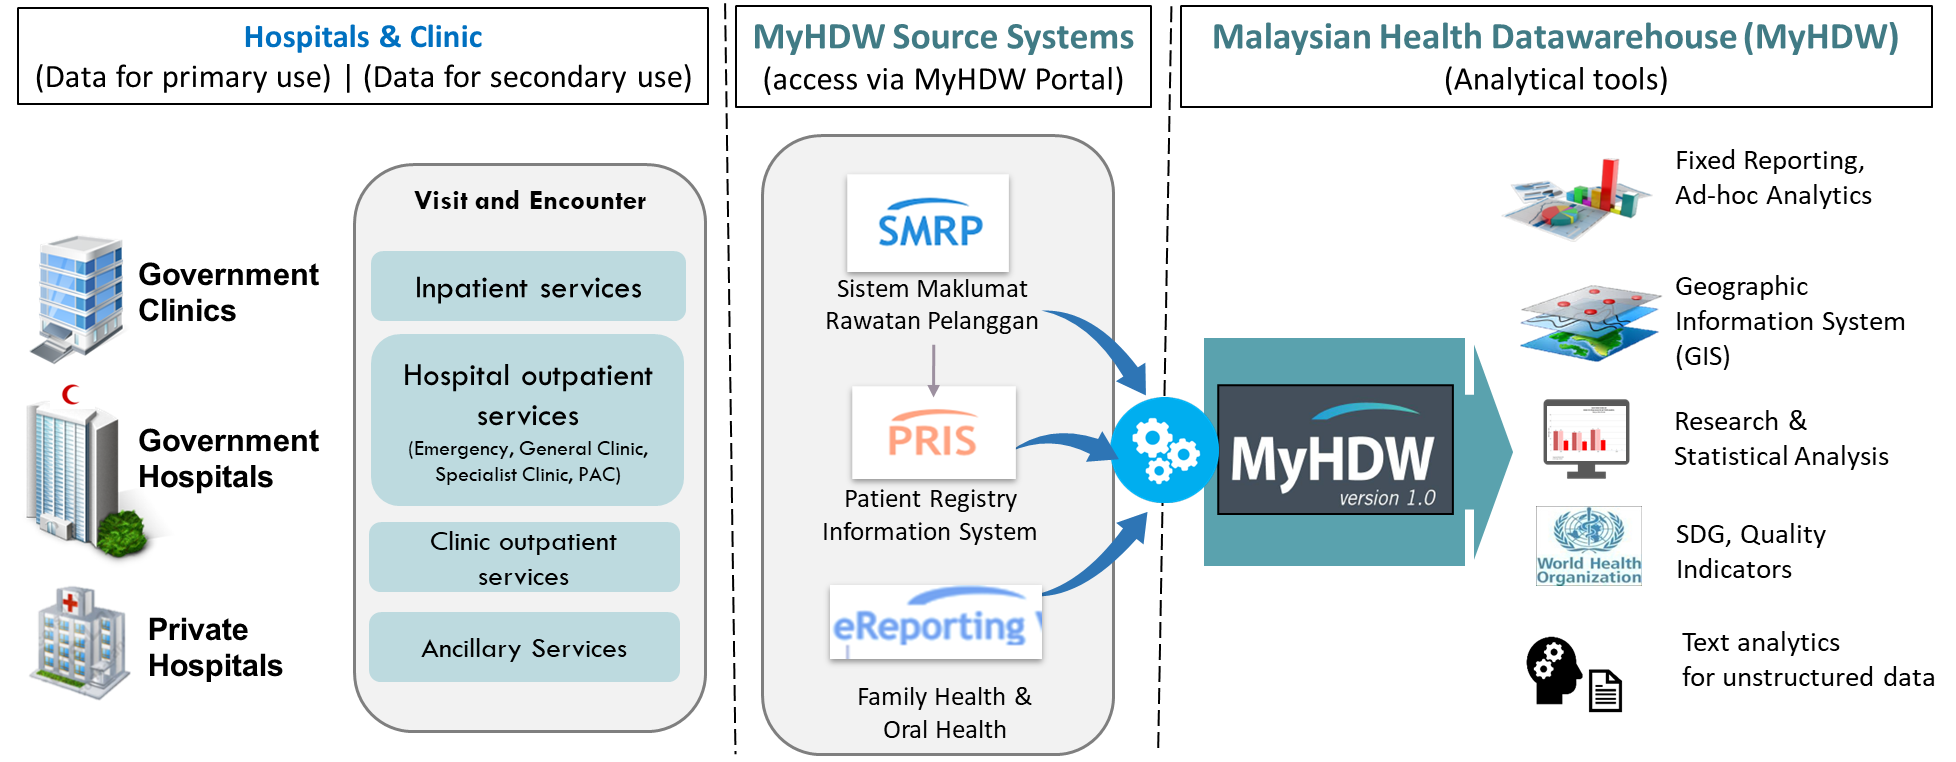 Hospitals & Clinic
(Data for primary use) | (Data for secondary use)
Government
Clinics
Government
Hospitals
Private
Hospitals
Visit and Encounter
Inpatient services
Hospital outpatient
services
(Emergency, General Clinic,
Specialist Clinic, PAC)
Clinic outpatient
services
Ancillary Services
MyHDW Source Systems
(access via MyHDW Portal)
SMRP
Sistem Maklumat
Rawatan Pelanggan
PRIS
Patient Registry
Information System
eReporting
Family Health &
Oral Health
Malaysian Health Datawarehouse (MyHDW)
(Analytical tools)
MyHDW
version 1.0
Fixed Reporting,
Ad-hoc Analytics
Geographic
Information System
(GIS)
Research &
Statistical Analysis
World Health
Organization
SDG, Quality
Indicators
Text analytics
for unstructured data